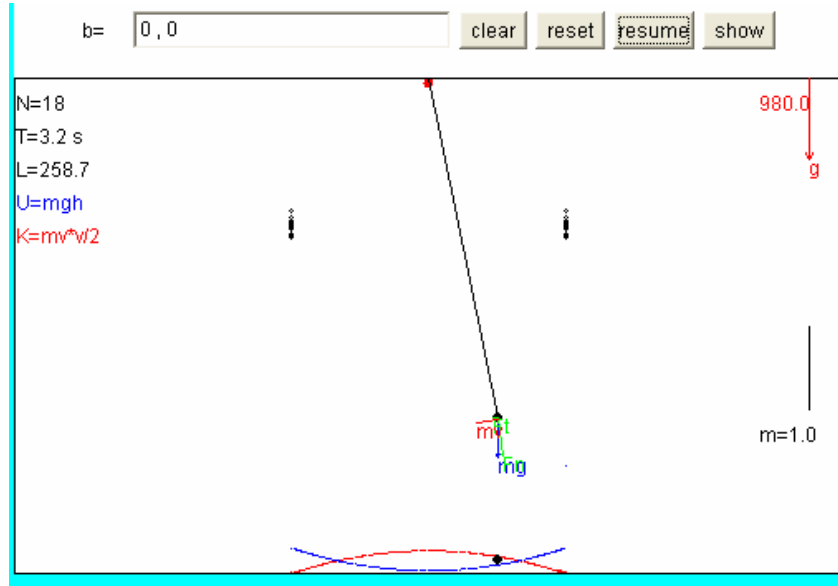 b= 0,0 clear reset resume show
N=18
980.0
T=3.2 s
L=258.7
g
U=mgh
K=mv*v/2
m=1.0
mv
mg